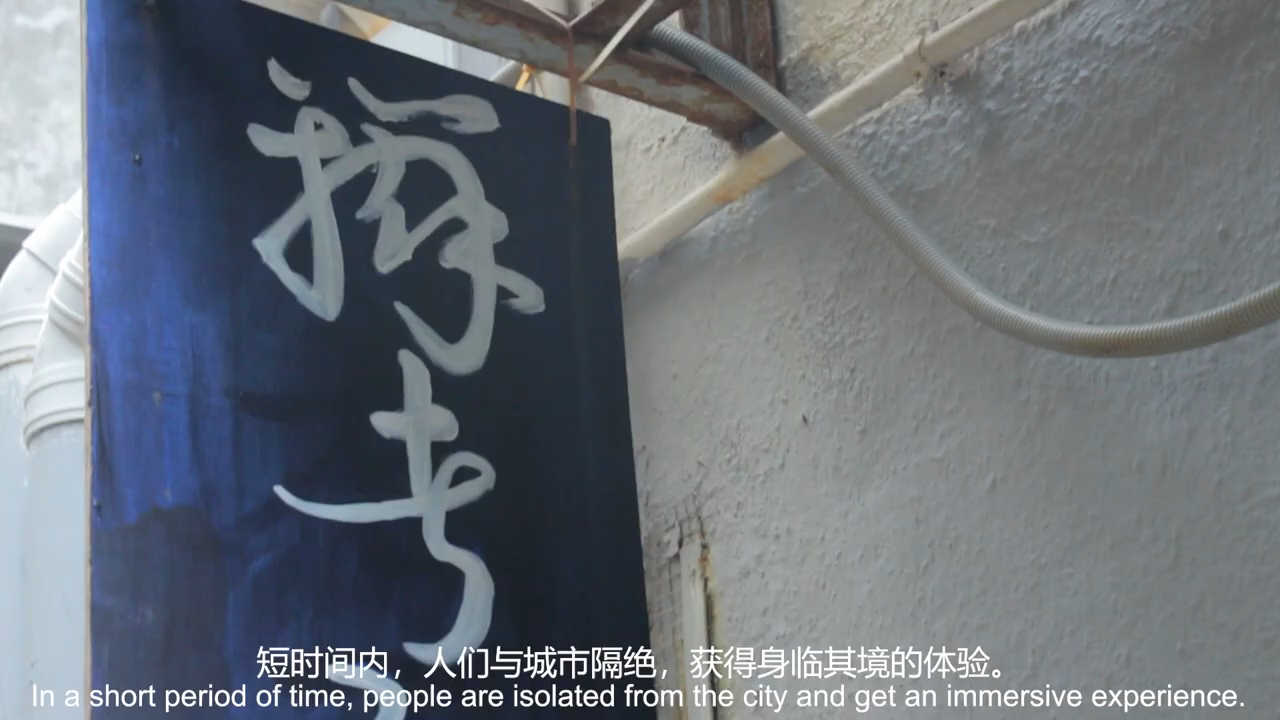 短时间内，人们与城市隔绝，获得身临其境的体验。
In a short period of time, people are isolated from the city and get an immersive experience.